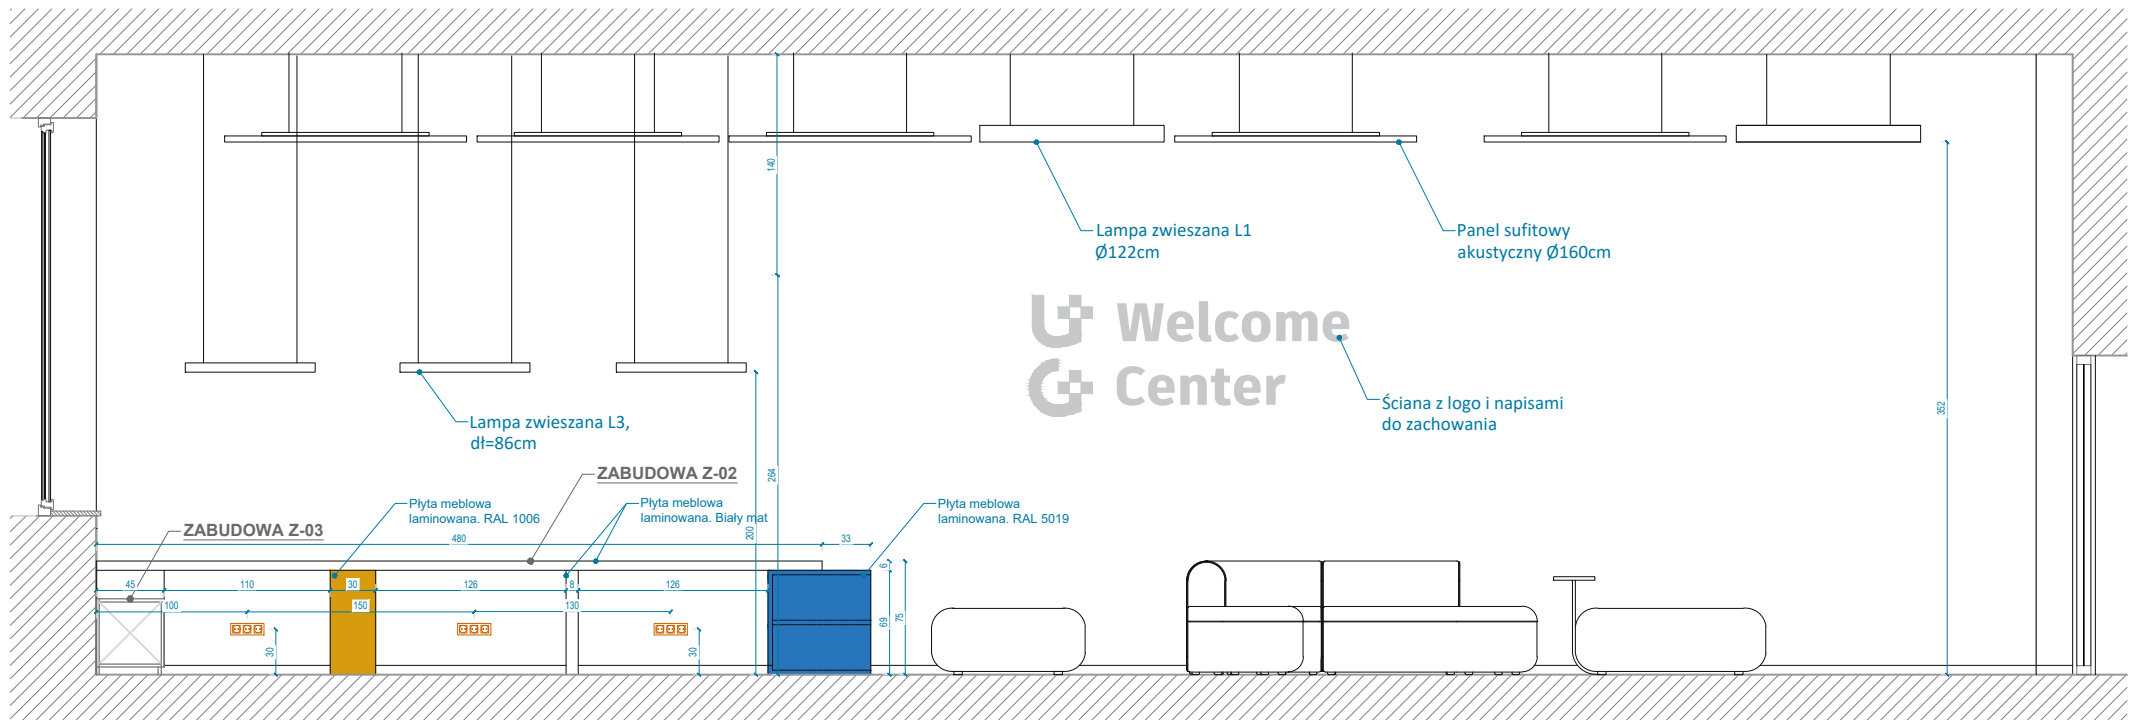 140
Lampa zwieszana L1
Ø122cm
Panel sufitowy
akustyczny Ø160cm
Welcome
Center
352
Ściana z logo i napisami
do zachowania
Lampa zwieszana L3,
dł=86cm
264
ZABUDOWA Z-02
Płyta meblowa
laminowana. RAL 1006
Płyta meblowa
laminowana. Biały mat
Płyta meblowa
laminowana. RAL 5019
200
ZABUDOWA Z-03
480
33
6
45
110
30
126
8
126
100
150
130
69
75
30
30